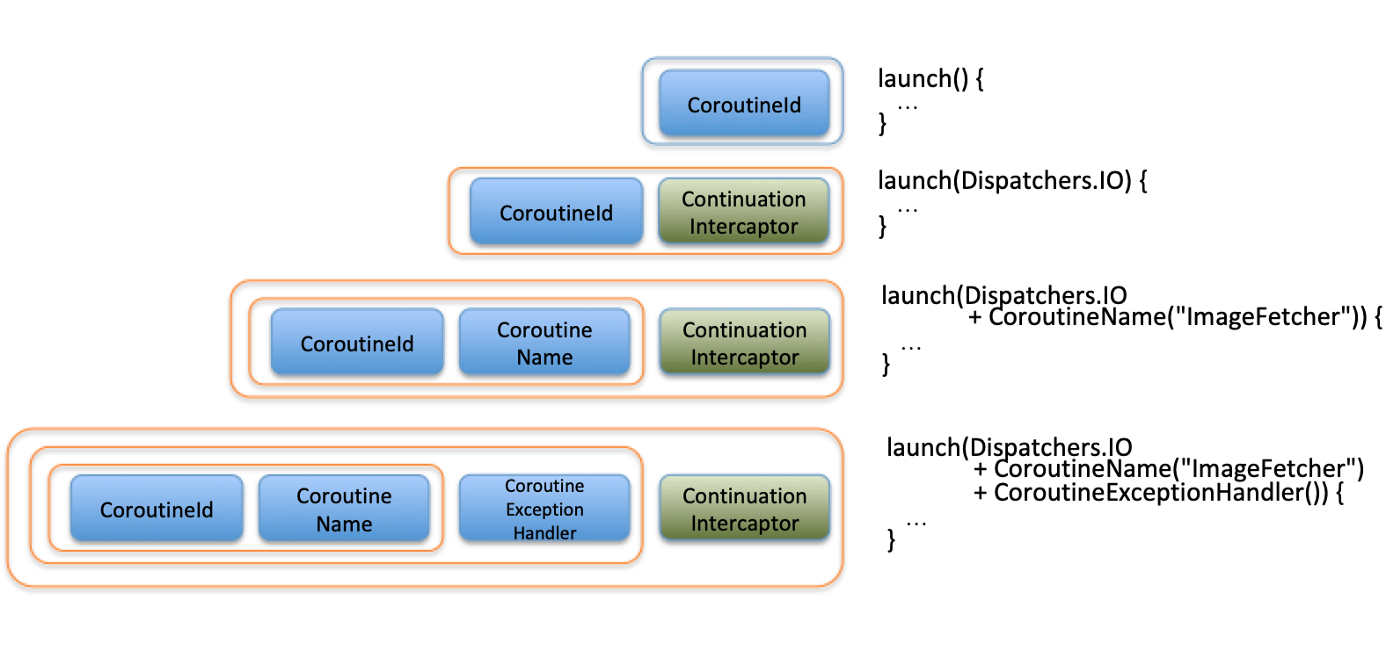 CoroutineId
launch() {
...
}
CoroutineId
Continuation
Intercaptor
launch(Dispatchers.IO) {
...
}
CoroutineId
Coroutine
Name
Continuation
Intercaptor
launch(Dispatchers.IO
+ CoroutineName("ImageFetcher")) {
...
}
CoroutineId
Coroutine
Name
Coroutine
Exception
Handler
Continuation
Intercaptor
launch(Dispatchers.IO
+ CoroutineName("ImageFetcher")
+ CoroutineExceptionHandler()) {
...
}